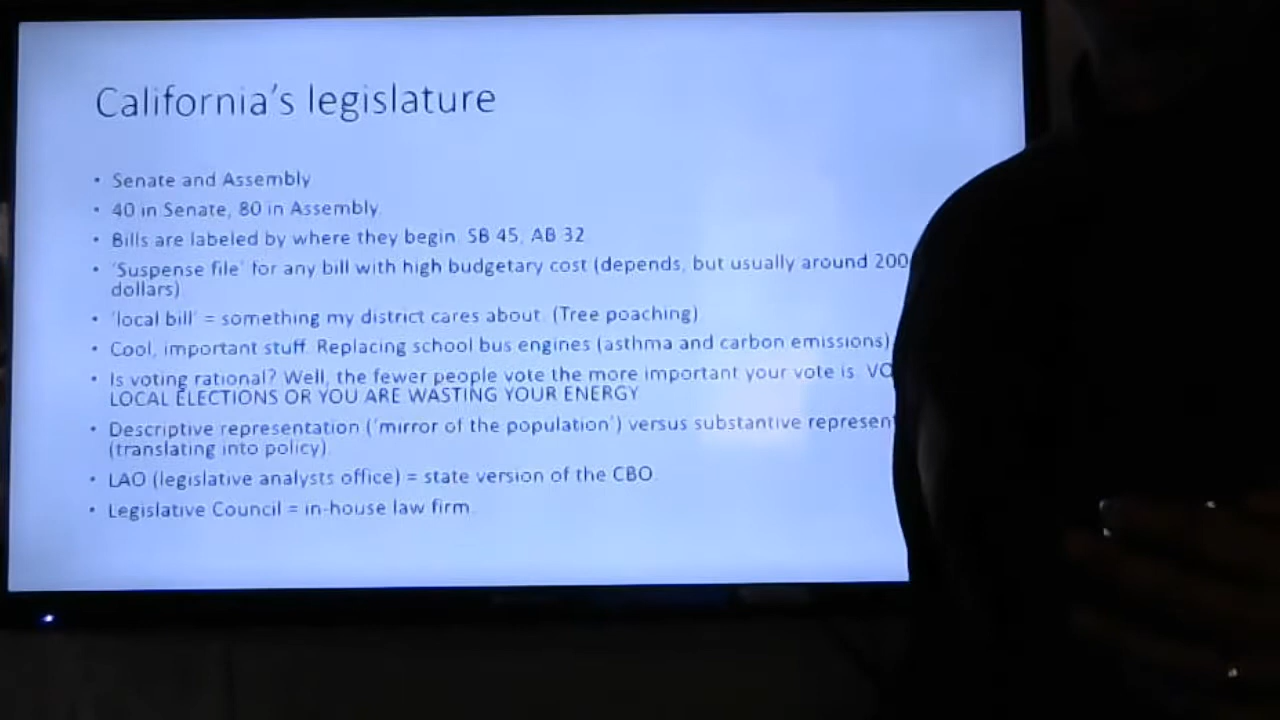 California's legislature
• Senate and Assembly
• 40 in Senate, 80 in Assembly.
• Bills are labeled by where they begin. SB 45, AB 32
• 'Suspense file' for any bill with high budgetary cost (depends, but usually around 200
dollars)
• 'local bill' = something my district cares about. (Tree poaching)
• Cool, important stuff. Replacing school bus engines (asthma and carbon emissions)
• Is voting rational? Well, the fewer people vote the more important your vote is. VO
LOCAL ELECTIONS OR YOU ARE WASTING YOUR ENERGY
• Descriptive representation ('mirror of the population') versus substantive represent
(translating into policy).
• LAO (legislative analysts office) = state version of the CBO.
• Legislative Council = in-house law firm.